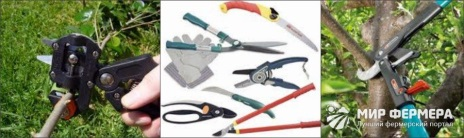 МИР ФЕРМЕРА
Лучший фермерский портал